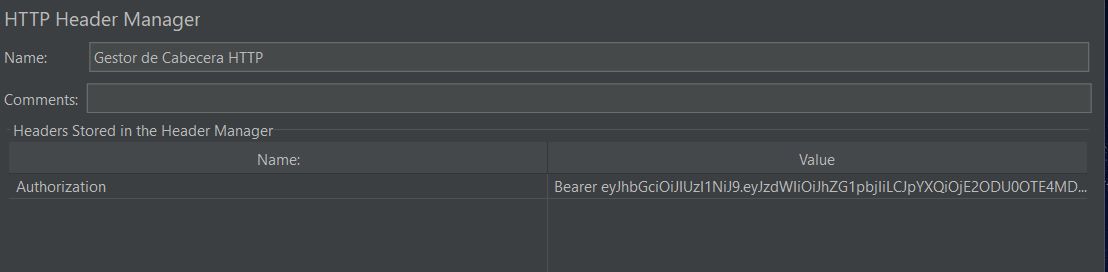 HTTP Header Manager
Name: Gestor de Cabecera HTTP
Comments:
Headers Stored in the Header Manager
Name: Value
Authorization Bearer eyJhbGciOiJIUzI1NiJ9.eyJzdWIiOiJhZG1pbjIiLCJpYXQiOjE2ODU0OTE4MD...